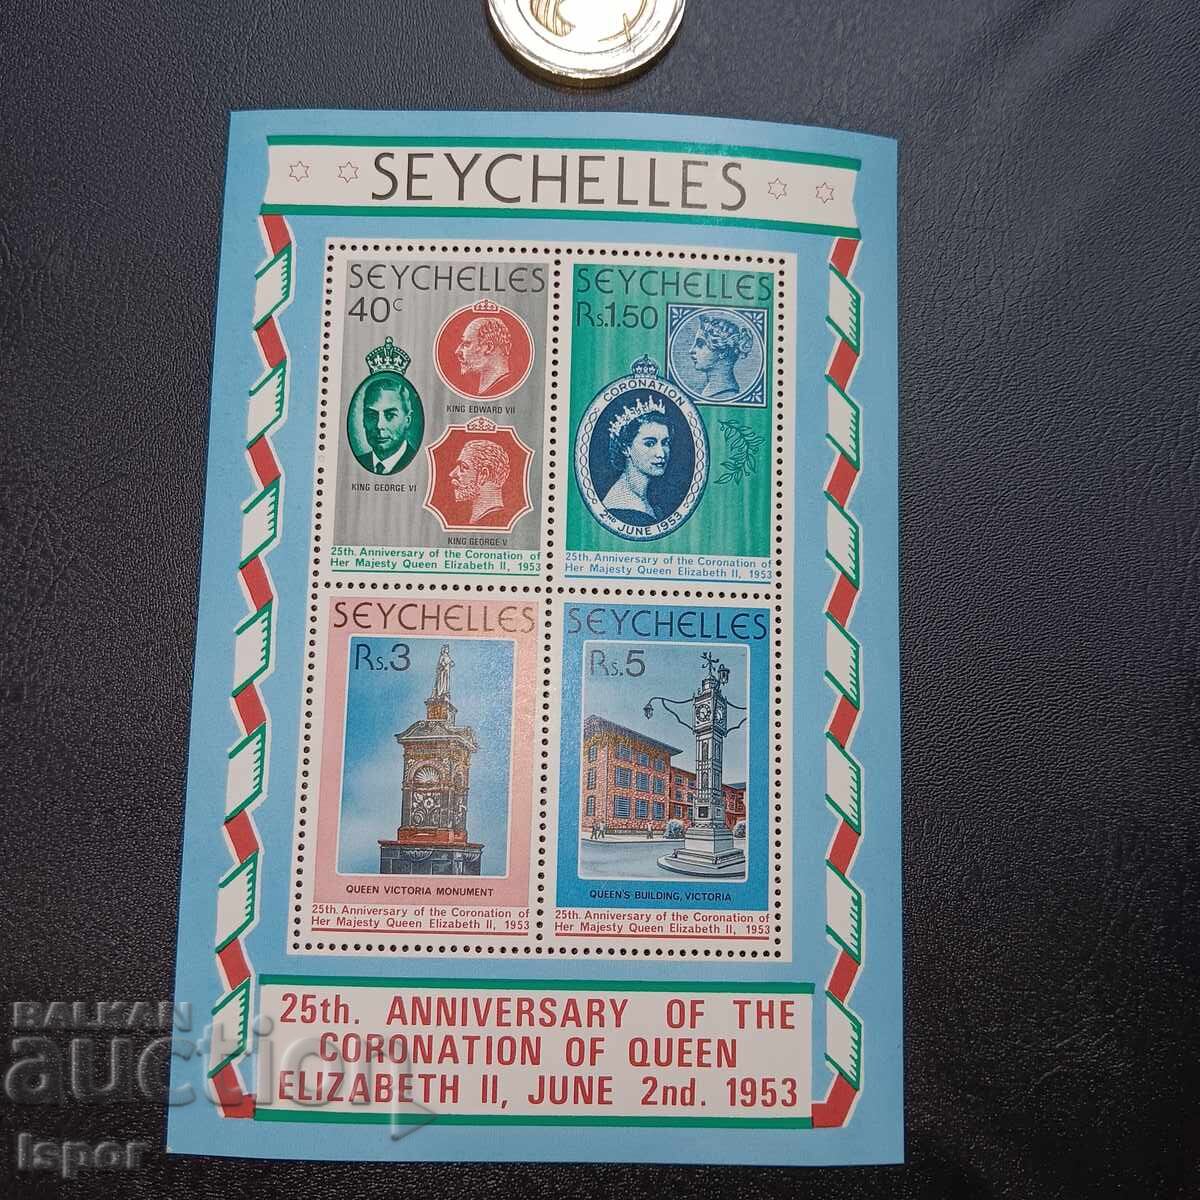 SEYCHELLES
SEYCHELLES
40c
KING EDWARD VII
KING GEORGE VI
KING GEORGE V
25th. Anniversary of the Coronation of
Her Majesty Queen Elizabeth II, 1953
SEYCHELLES
Rs.1.50
CORONATION
2ND JUNE 1953
25th. Anniversary of the Coronation of
Her Majesty Queen Elizabeth II, 1953
SEYCHELLES
Rs.3
QUEEN VICTORIA MONUMENT
25th. Anniversary of the Coronation of
Her Majesty Queen Elizabeth II, 1953
SEYCHELLES
Rs.5
QUEEN'S BUILDING, VICTORIA
25th. Anniversary of the Coronation of
Her Majesty Queen Elizabeth II, 1953
25th. ANNIVERSARY OF THE
CORONATION OF QUEEN
ELIZABETH II, JUNE 2nd. 1953
BALKAN
auction
Ispor